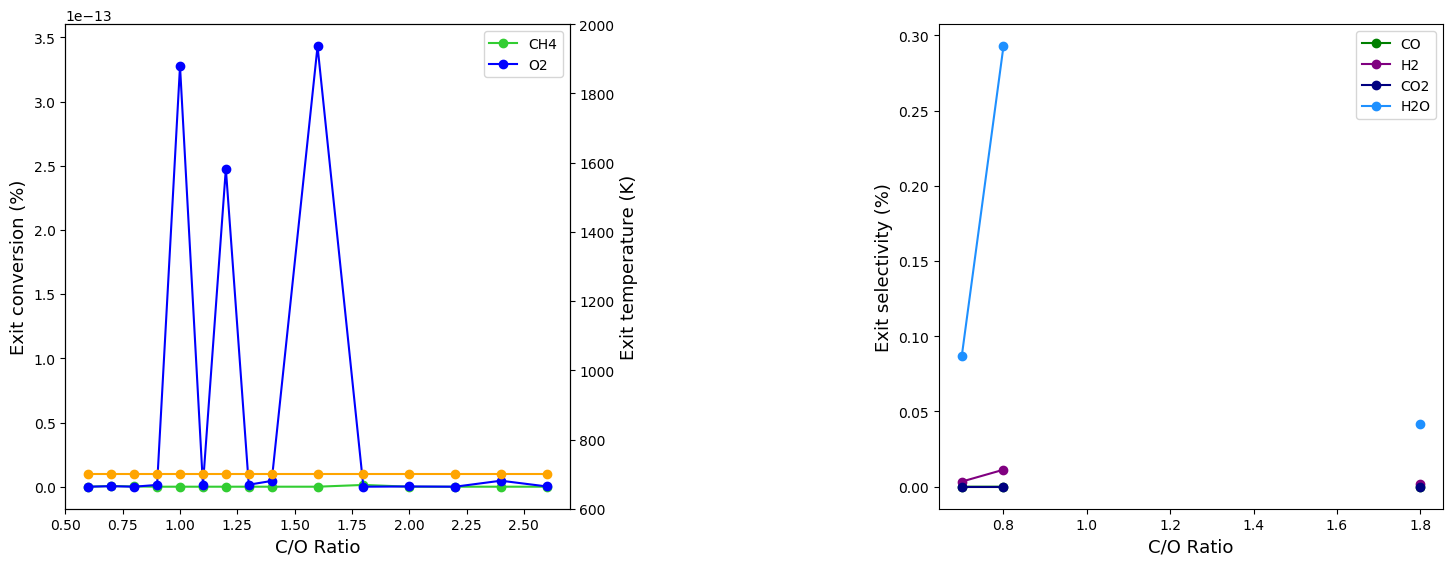 1e−13
3.5
3.0
2.5
2.0
1.5
1.0
0.5
0.0
Exit conversion (%)
0.50 0.75 1.00 1.25 1.50 1.75 2.00 2.25 2.50
C/O Ratio
CH4
O2
2000
1800
1600
1400
1200
1000
800
600
Exit temperature (K)
0.30
0.25
0.20
0.15
0.10
0.05
0.00
Exit selectivity (%)
0.8 1.0 1.2 1.4 1.6 1.8
C/O Ratio
CO
H2
CO2
H2O